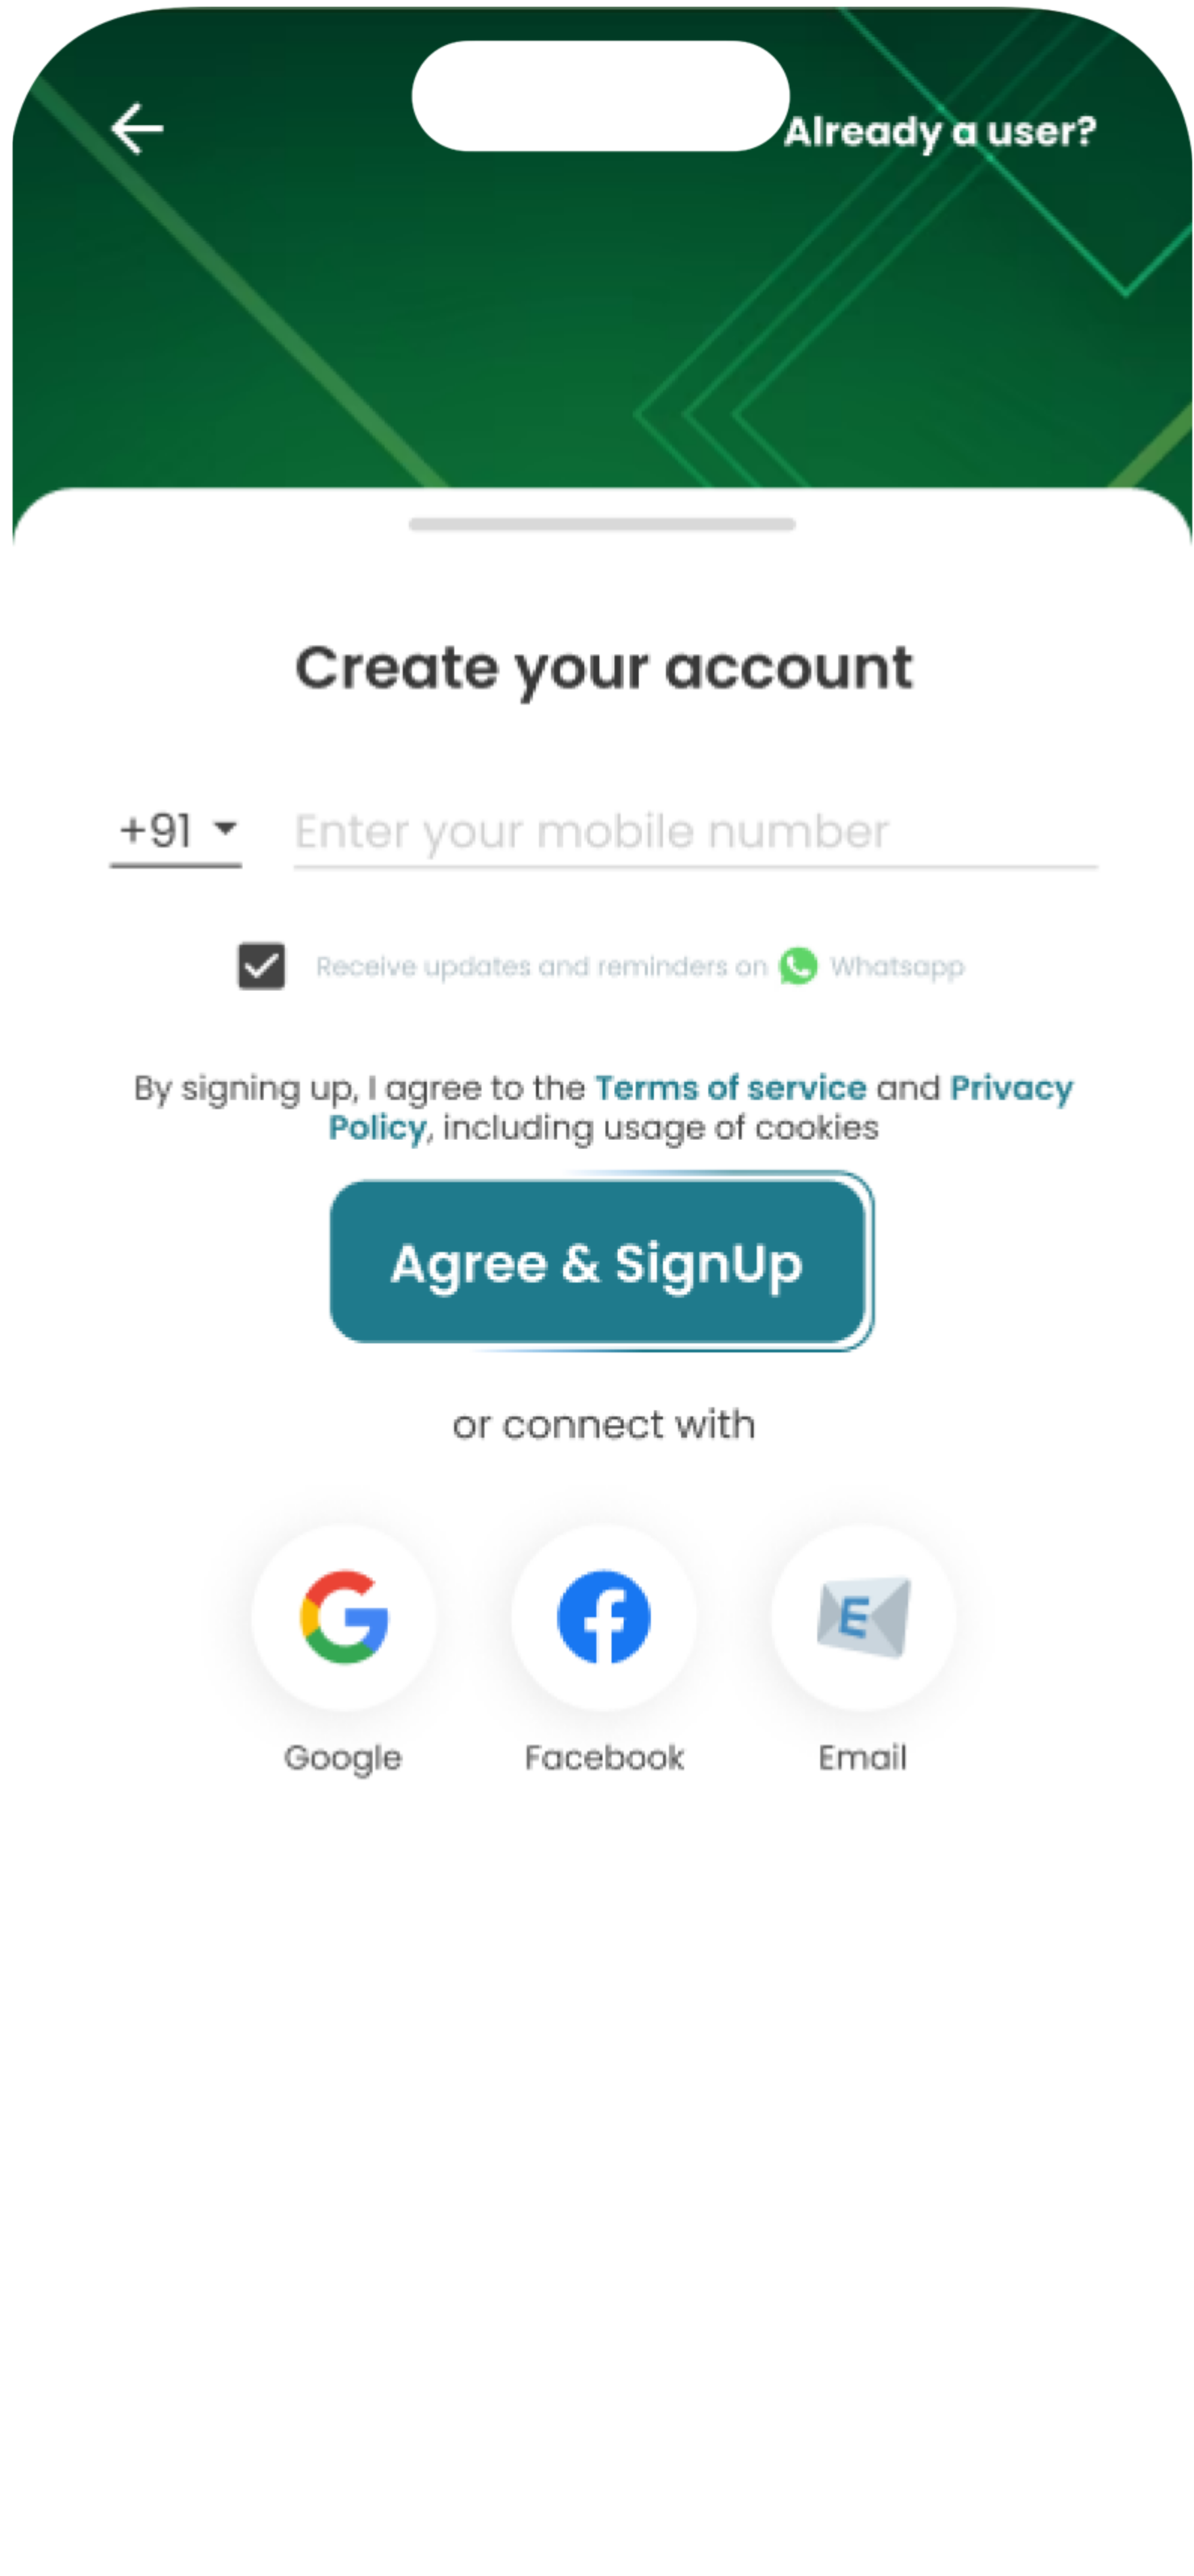 Already a user?
Create your account
+91
Enter your mobile number
Receive updates and reminders on Whatsapp
By signing up, I agree to the Terms of service and Privacy
Policy, including usage of cookies
Agree & SignUp
or connect with
E
Google Facebook Email